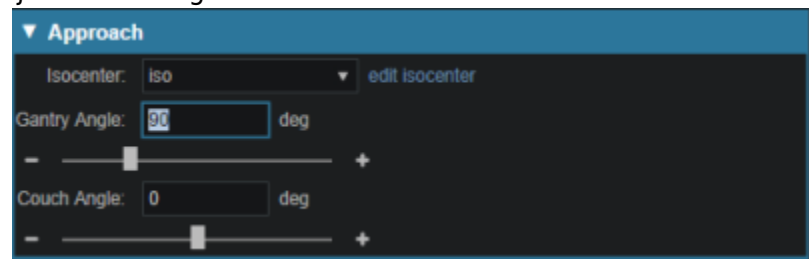 ▼ Approach
Isocenter: iso ▼ edit isocenter
Gantry Angle: 90 deg
- +
Couch Angle: 0 deg
- +